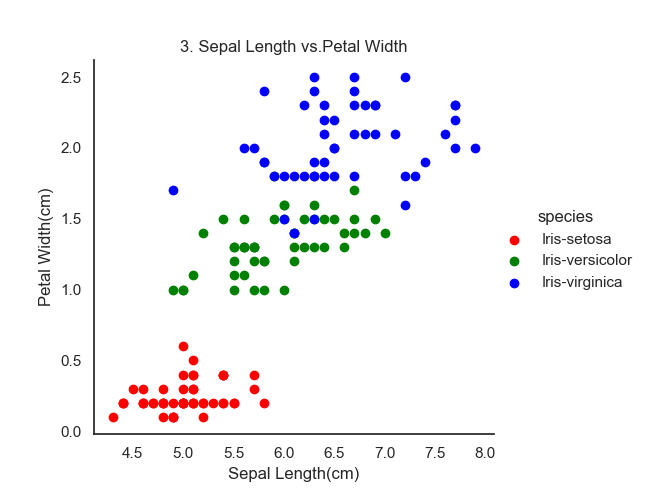 3. Sepal Length vs.Petal Width
2.5
2.0
1.5
1.0
0.5
0.0
Petal Width(cm)
4.5 5.0 5.5 6.0 6.5 7.0 7.5 8.0
Sepal Length(cm)
species
Iris-setosa
Iris-versicolor
Iris-virginica